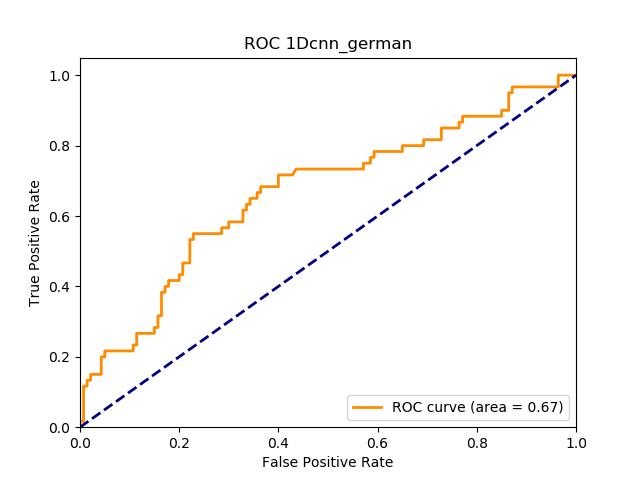 ROC 1Dcnn_german
True Positive Rate
1.0
0.8
0.6
0.4
0.2
0.0
ROC curve (area = 0.67)
0.0 0.2 0.4 0.6 0.8 1.0
False Positive Rate